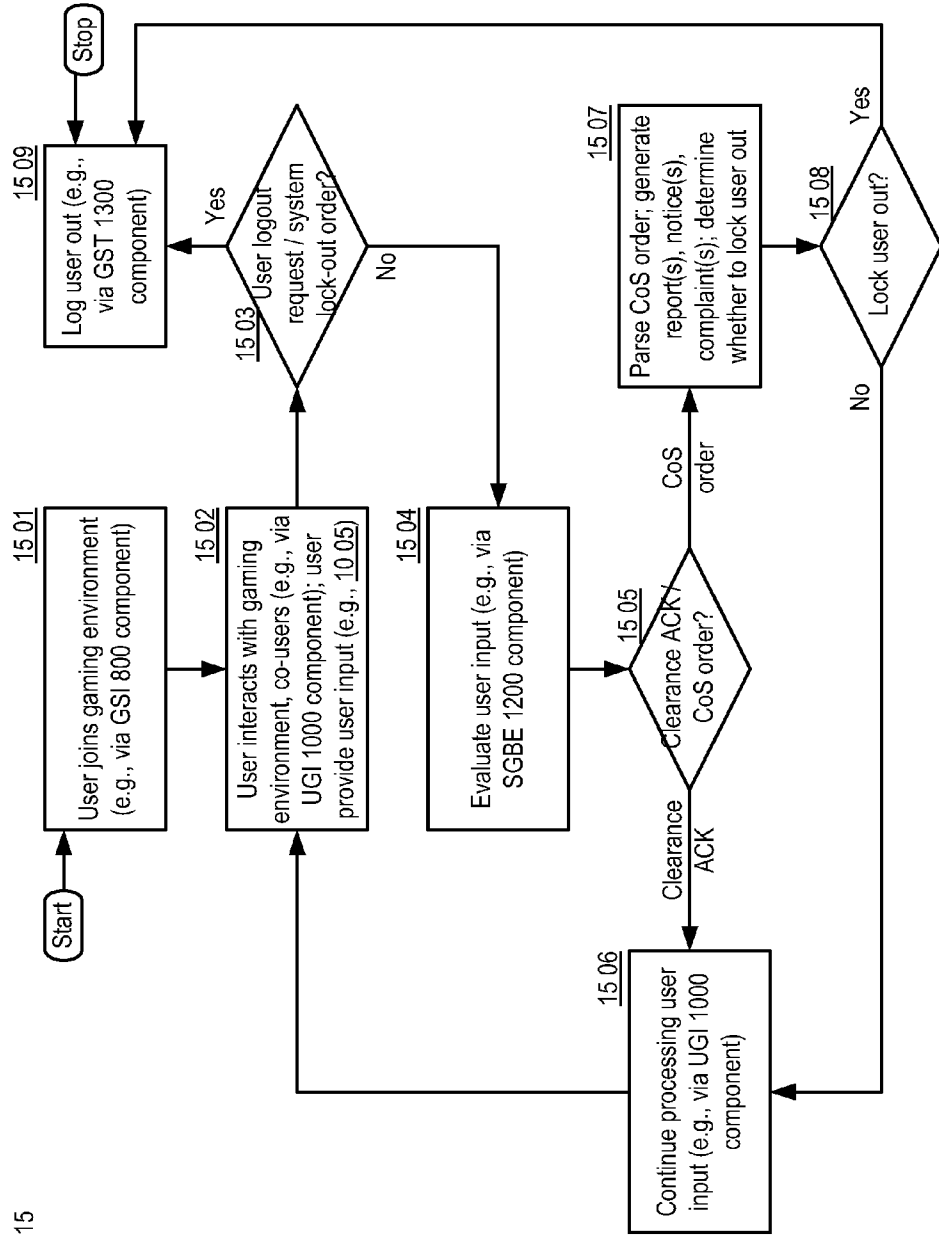 15
Start
15 01
User joins gaming environment
(e.g., via GSI 800 component)
15 02
User interacts with gaming
environment, co-users (e.g., via
UGI 1000 component); user
provide user input (e.g., 10 05)
15 03
User logout
request / system
lock-out order?
Yes
No
15 09
Log user out (e.g.,
via GST 1300
component)
Stop
15 04
Evaluate user input (e.g., via
SGBE 1200 component)
15 05
Clearance ACK /
CoS order?
Clearance
ACK
CoS
order
15 06
Continue processing user
input (e.g., via UGI 1000
component)
15 07
Parse CoS order; generate
report(s), notice(s),
complaint(s); determine
whether to lock user out
15 08
Lock user out?
No
Yes